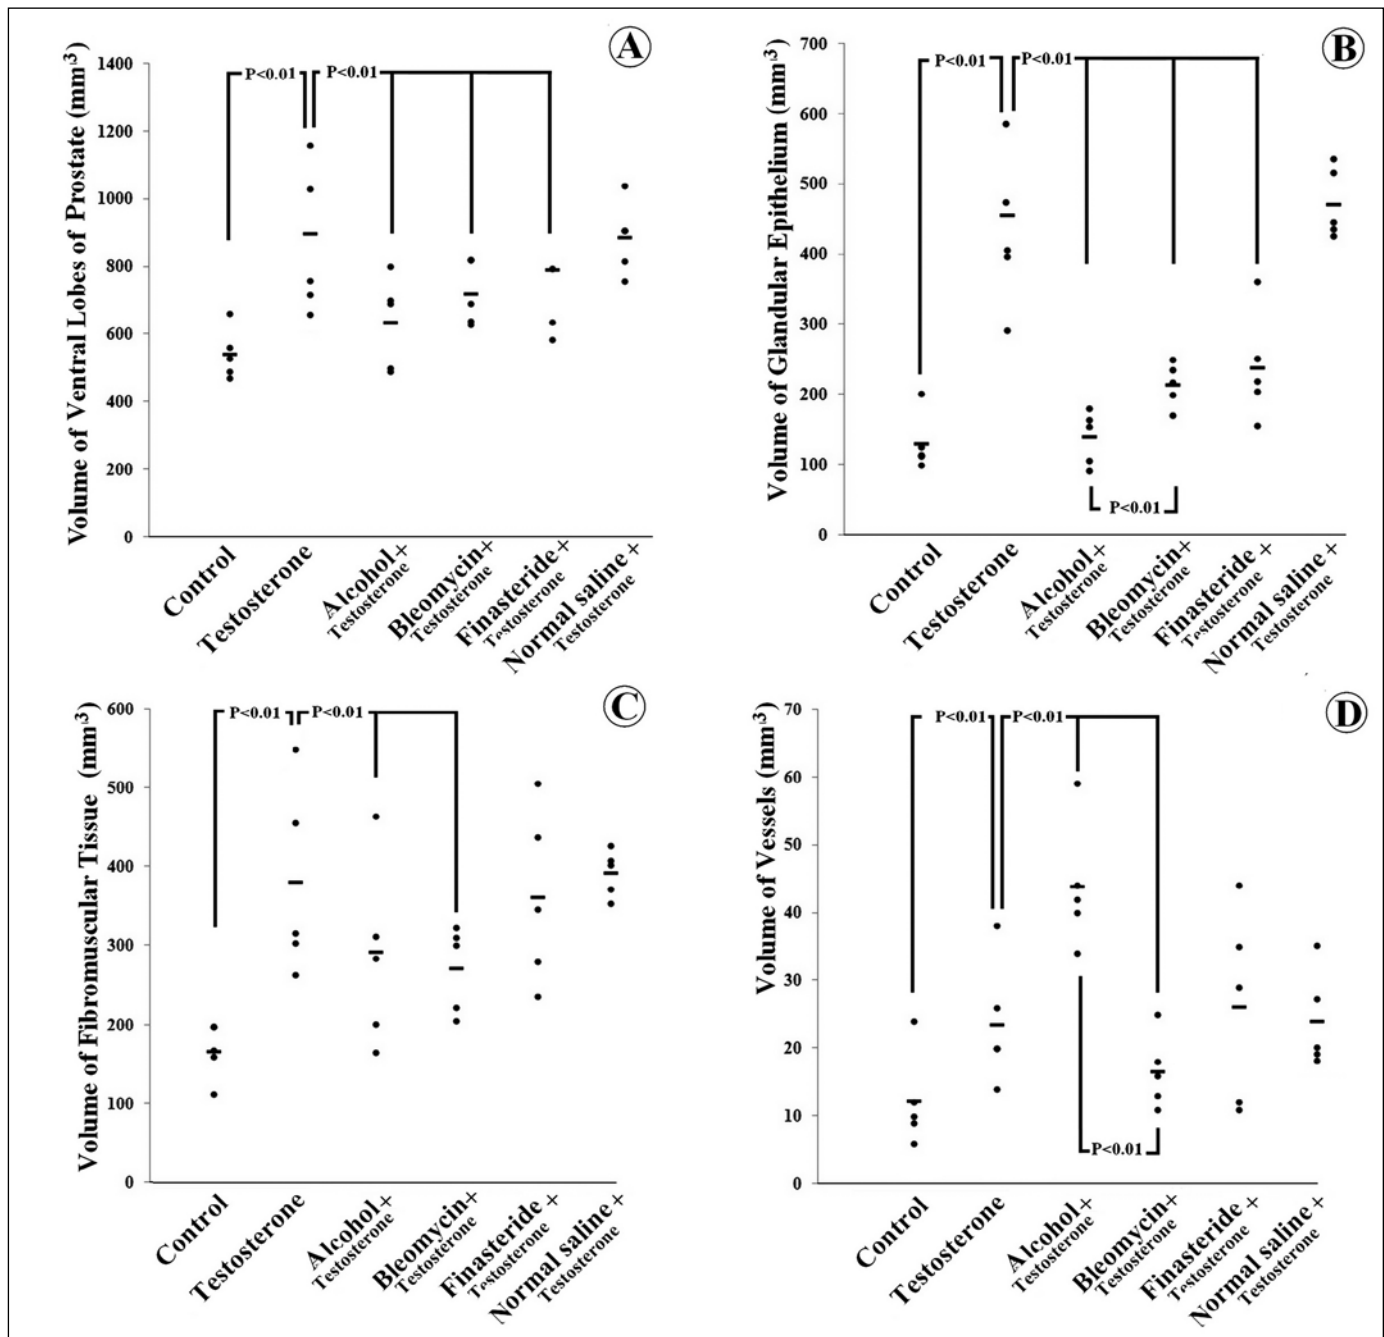 A
Volume of Ventral Lobes of Prostate (mm³)
1400
1200
1000
800
600
400
200
0
P<0.01
P<0.01
Control
Testosterone
Alcohol+
Testosterone
Bleomycin+
Testosterone
Finasteride+
Testosterone
Normal saline+
Testosterone
B
Volume of Glandular Epithelium (mm³)
700
600
500
400
300
200
100
0
P<0.01
P<0.01
P<0.01
Control
Testosterone
Alcohol+
Testosterone
Bleomycin+
Testosterone
Finasteride+
Testosterone
Normal saline+
Testosterone
C
Volume of Fibromuscular Tissue (mm³)
600
500
400
300
200
100
0
P<0.01
P<0.01
Control
Testosterone
Alcohol+
Testosterone
Bleomycin+
Testosterone
Finasteride+
Testosterone
Normal saline+
Testosterone
D
Volume of Vessels (mm³)
70
60
50
40
30
20
10
0
P<0.01
P<0.01
P<0.01
Control
Testosterone
Alcohol+
Testosterone
Bleomycin+
Testosterone
Finasteride+
Testosterone
Normal saline+
Testosterone